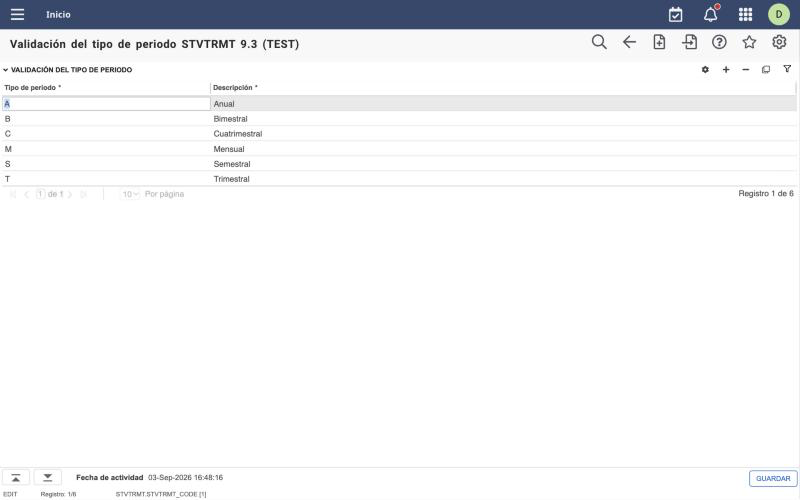 Inicio
D
Validación del tipo de periodo STVTRMT 9.3 (TEST)
VALIDACIÓN DEL TIPO DE PERIODO
Tipo de periodo * Descripción *
A Anual
B Bimestral
C Cuatrimestral
M Mensual
S Semestral
T Trimestral
1 de 1 10 Por página Registro 1 de 6
Fecha de actividad 03-Sep-2026 16:48:16 GUARDAR
EDIT Registro: 1/6 STVTRMT.STVTRMT_CODE [1]